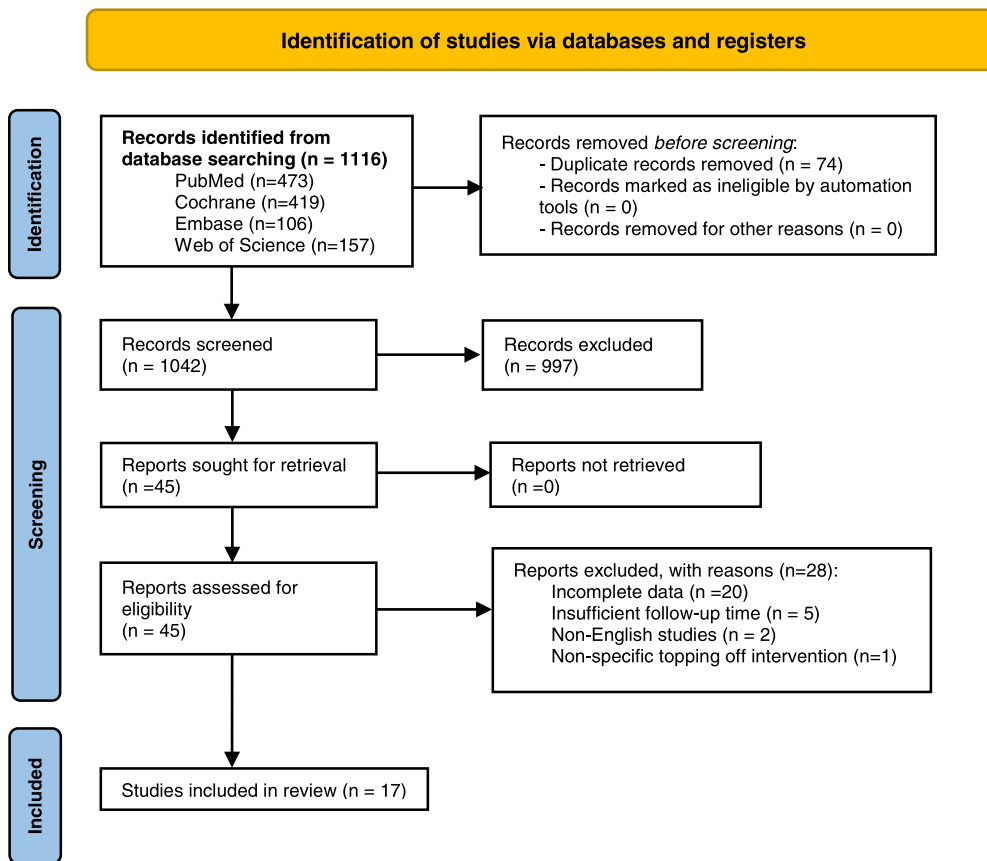 Identification of studies via databases and registers
Identification
Records identified from
database searching (n = 1116)
PubMed (n=473)
Cochrane (n=419)
Embase (n=106)
Web of Science (n=157)
Records removed before screening:
- Duplicate records removed (n = 74)
- Records marked as ineligible by automation
tools (n = 0)
- Records removed for other reasons (n = 0)
Screening
Records screened
(n = 1042)
Records excluded
(n = 997)
Reports sought for retrieval
(n =45)
Reports not retrieved
(n =0)
Reports assessed for
eligibility
(n = 45)
Reports excluded, with reasons (n=28):
Incomplete data (n =20)
Insufficient follow-up time (n = 5)
Non-English studies (n = 2)
Non-specific topping off intervention (n=1)
Included
Studies included in review (n = 17)